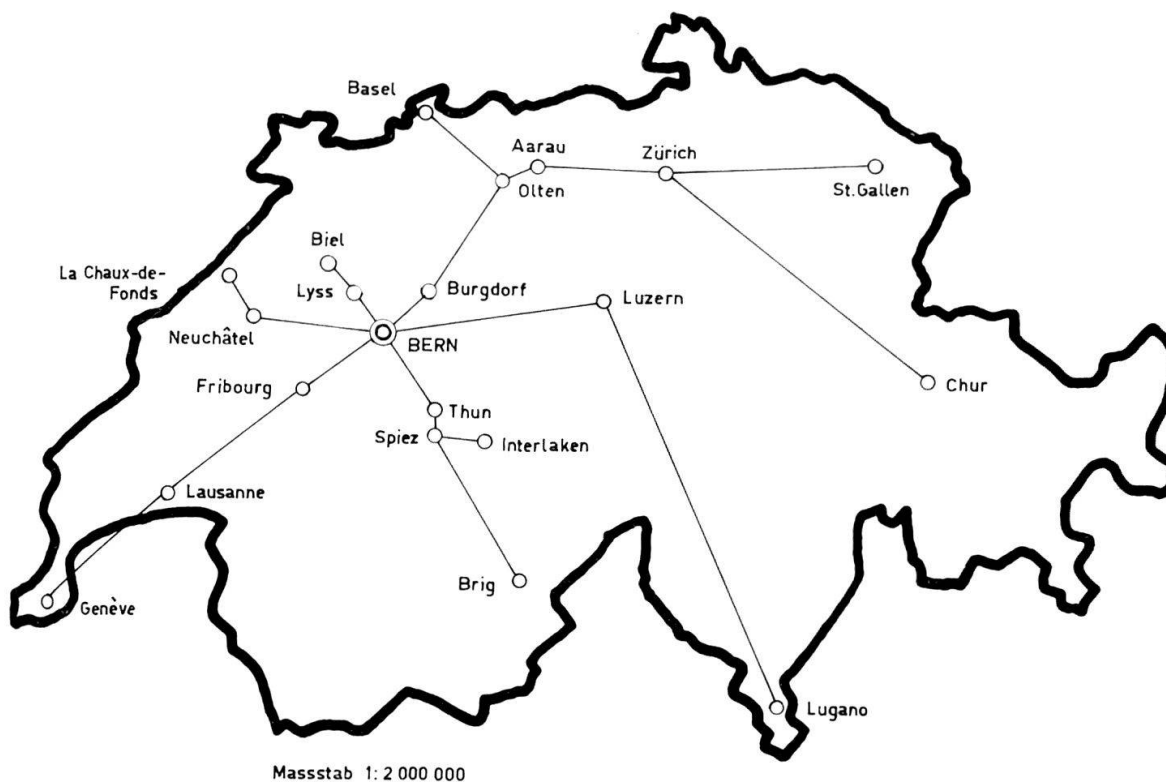 Basel
Aarau
Zürich
Olten
St.Gallen
Biel
La Chaux-de-
Fonds
Lyss
Burgdorf
Luzern
Neuchâtel
BERN
Fribourg
Chur
Thun
Spiez
Interlaken
Lausanne
Brig
Genève
Lugano
Massstab 1: 2 000 000